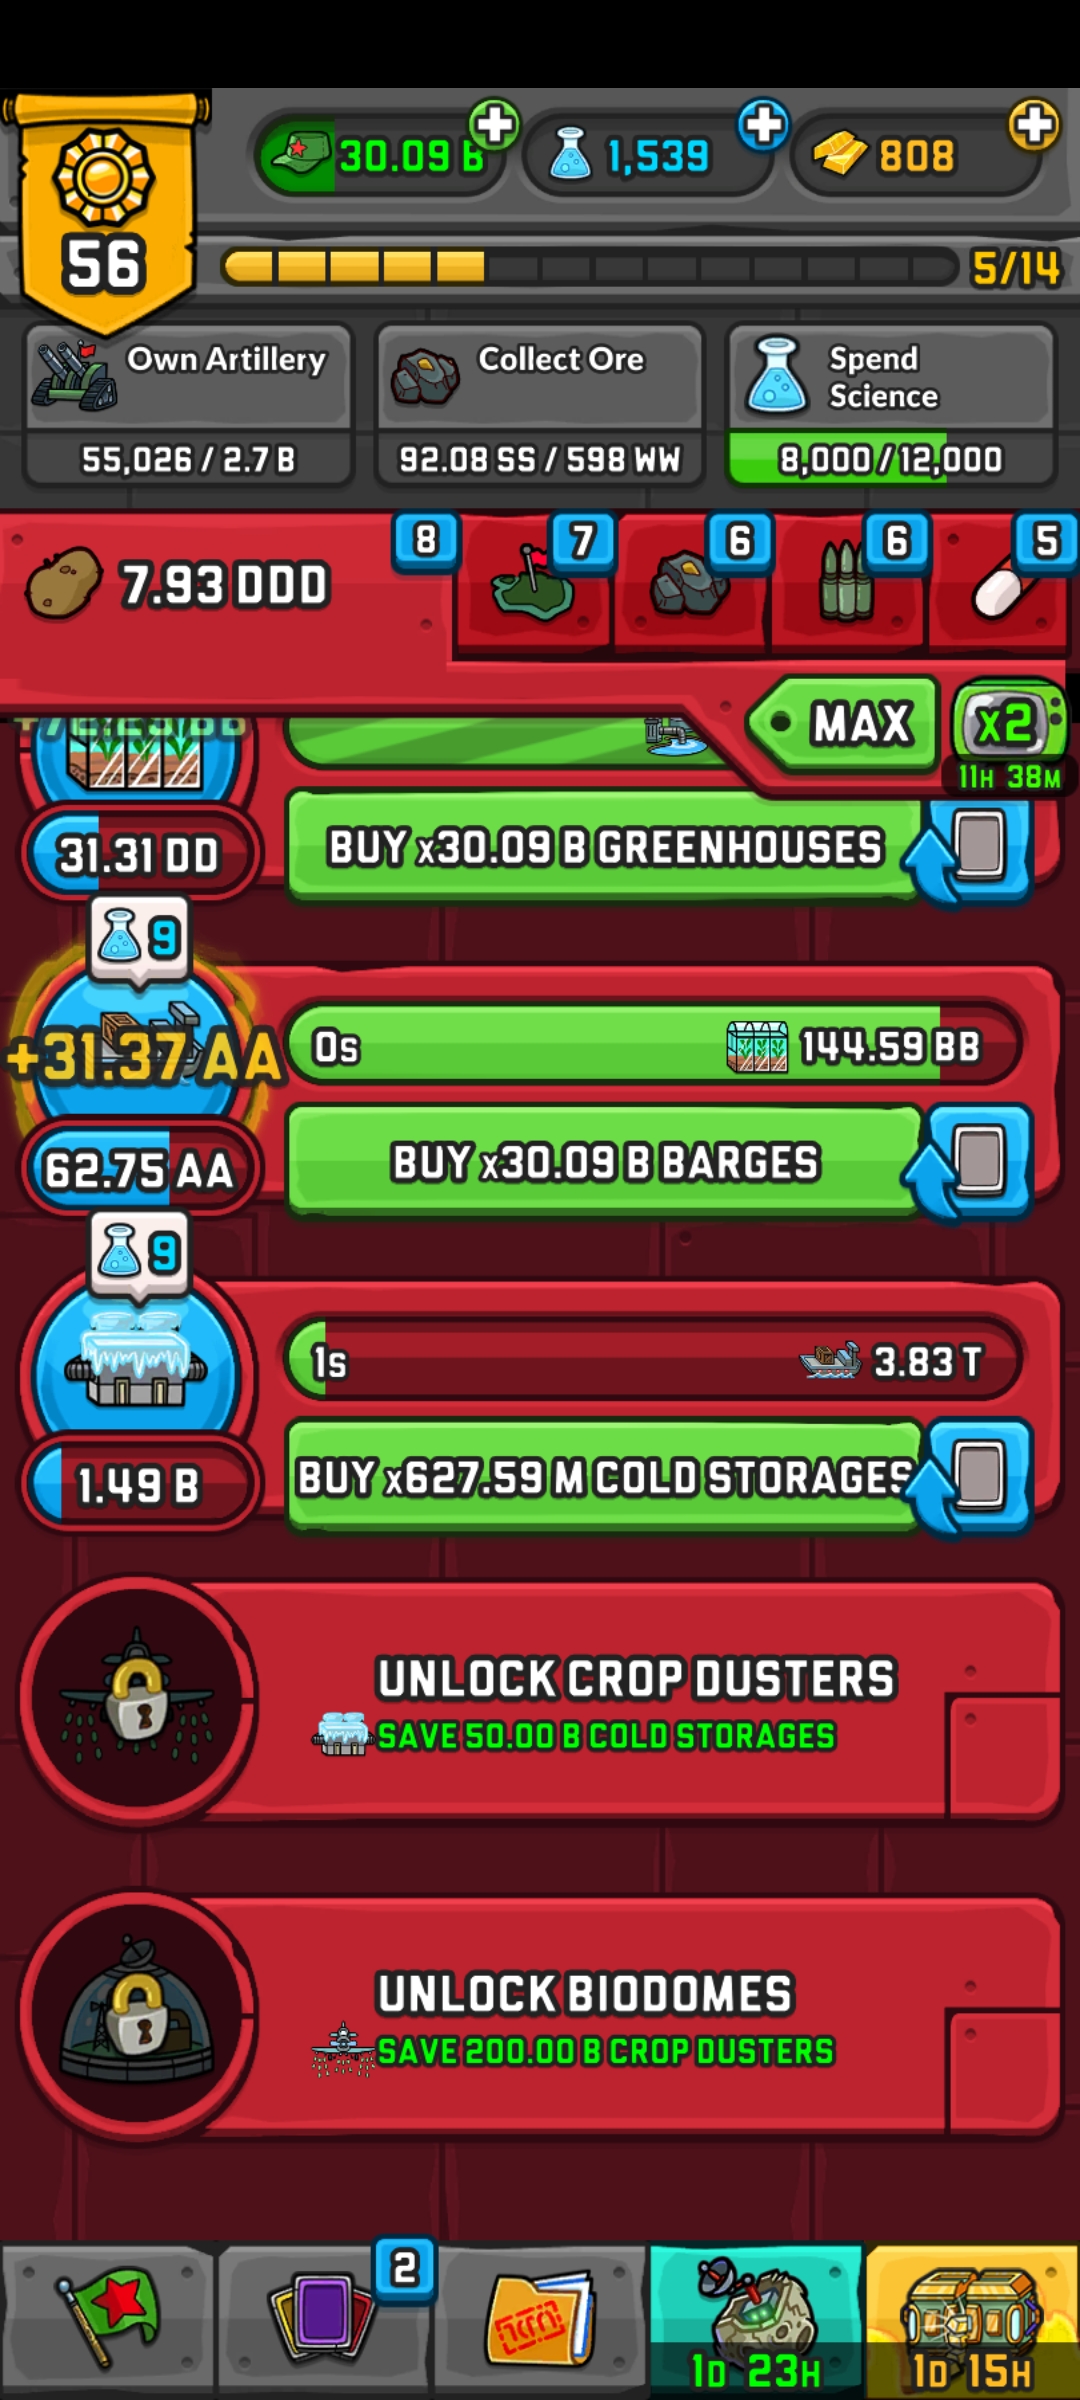 30.09 B
1,539
808
56
5/14
Own Artillery
55,026 / 2.7 B
Collect Ore
92.08 SS / 598 WW
Spend
Science
8,000 / 12,000
7.93 DDD
8
7
6
6
5
MAX
X2
11H 38M
31.31 DD
BUY x30.09 B GREENHOUSES
9
+31.37 AA
0s
144.59 BB
62.75 AA
BUY x30.09 B BARGES
9
1s
3.83 T
1.49 B
BUY x627.59 M COLD STORAGES
UNLOCK CROP DUSTERS
SAVE 50.00 B COLD STORAGES
UNLOCK BIODOMES
SAVE 200.00 B CROP DUSTERS
2
1D 23H
1D 15H